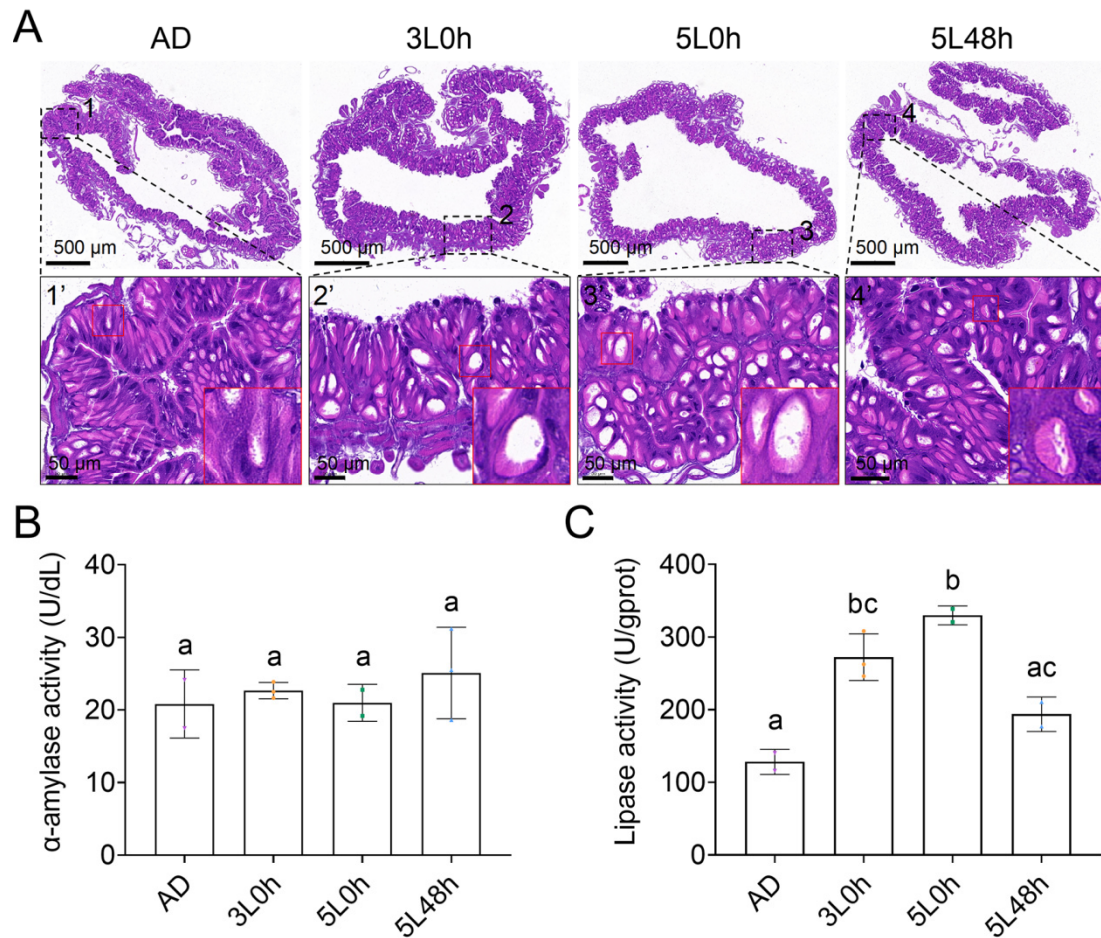 A
AD
3L0h
5L0h
5L48h
1
2
3
4
500 μm
500 μm
500 μm
500 μm
1’
2’
3’
4’
50 μm
50 μm
50 μm
50 μm
B
C
α-amylase activity (U/dL)
40
30
20
10
0
a
a
a
a
AD
3L0h
5L0h
5L48h
Lipase activity (U/gprot)
400
300
200
100
0
a
bc
b
ac
AD
3L0h
5L0h
5L48h